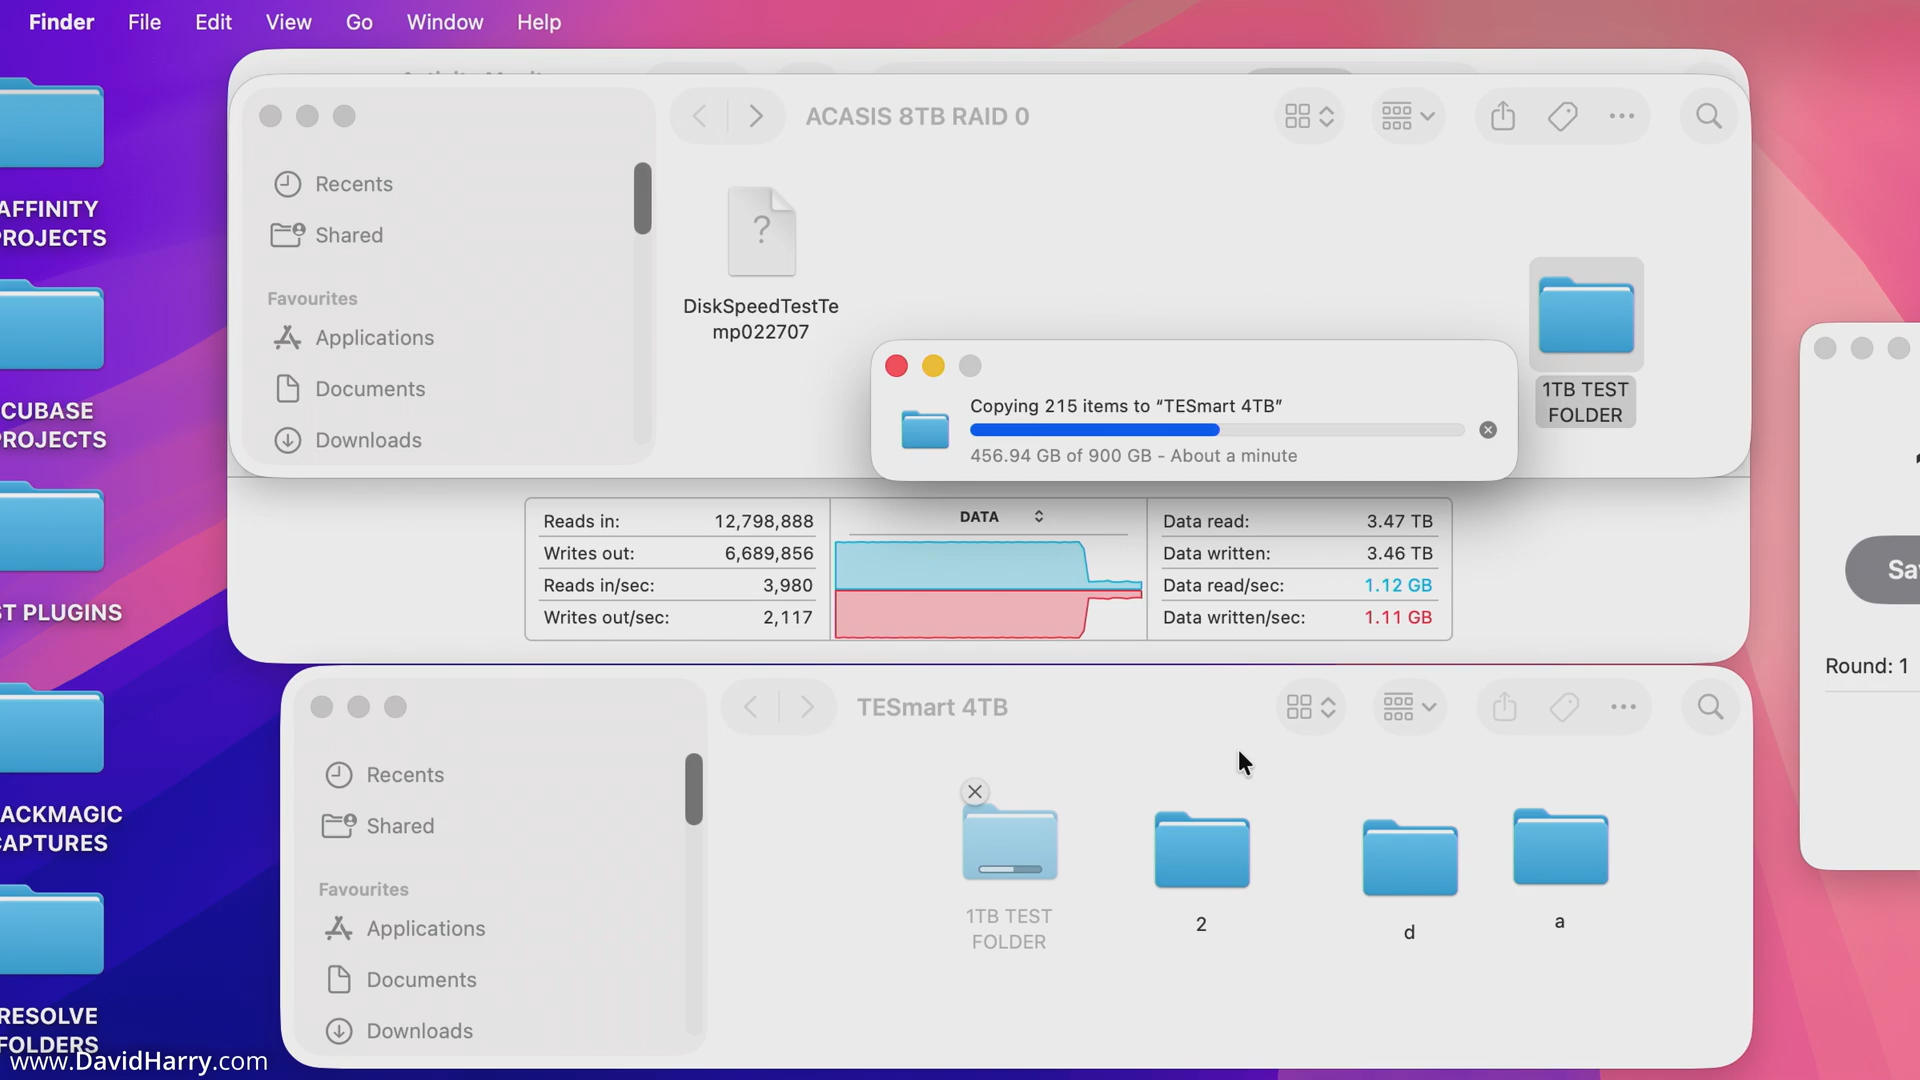 Finder File Edit View Go Window Help
AFFINITY
PROJECTS
CUBASE
PROJECTS
ST PLUGINS
ACKMAGIC
CAPTURES
RESOLVE
FOLDERS
www.DavidHarry.com
ACASIS 8TB RAID 0
Recents
Shared
Favourites
Applications
Documents
Downloads
?
DiskSpeedTestTe
mp022707
1TB TEST
FOLDER
Copying 215 items to “TESmart 4TB”
456.94 GB of 900 GB - About a minute
Reads in: 12,798,888
Writes out: 6,689,856
Reads in/sec: 3,980
Writes out/sec: 2,117
DATA
Data read: 3.47 TB
Data written: 3.46 TB
Data read/sec: 1.12 GB
Data written/sec: 1.11 GB
TESmart 4TB
Recents
Shared
Favourites
Applications
Documents
Downloads
1TB TEST
FOLDER
2
d
a
Sa
Round: 1